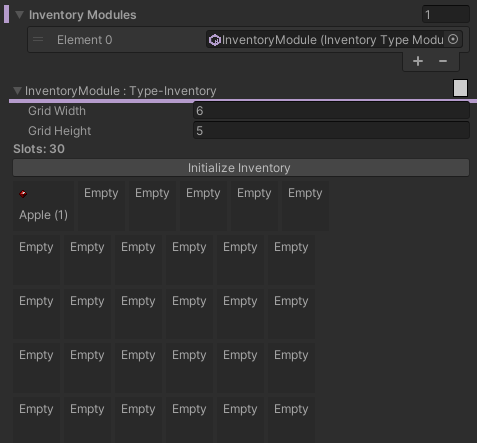 Inventory Modules 1
Element 0 InventoryModule (Inventory Type Modu
+ −
InventoryModule : Type-Inventory
Grid Width 6
Grid Height 5
Slots: 30
Initialize Inventory
Empty Empty Empty Empty Empty
Apple (1)
Empty Empty Empty Empty Empty Empty
Empty Empty Empty Empty Empty Empty
Empty Empty Empty Empty Empty Empty
Empty Empty Empty Empty Empty Empty